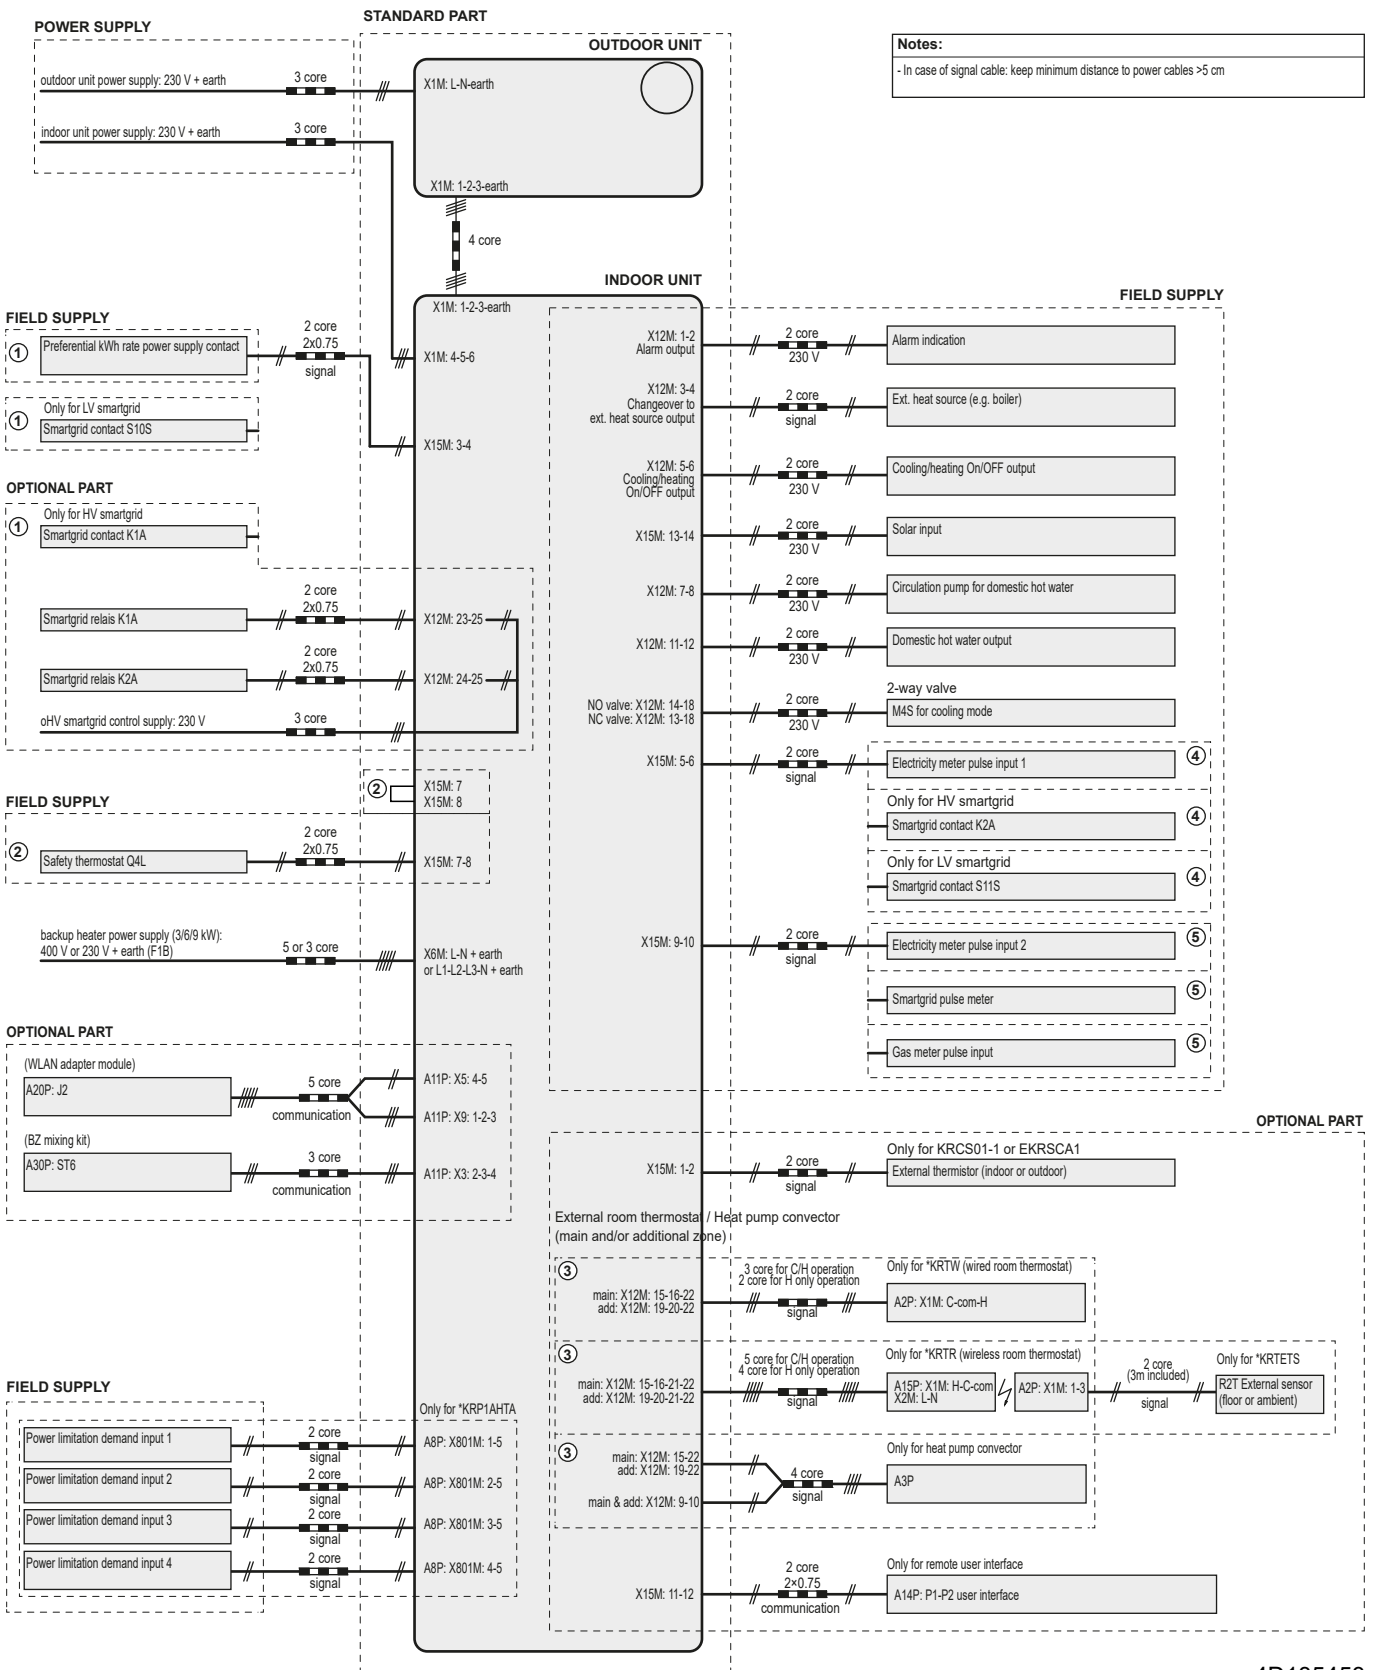 POWER SUPPLY
STANDARD PART
OUTDOOR UNIT
outdoor unit power supply: 230 V + earth
3 core
X1M: L-N-earth
indoor unit power supply: 230 V + earth
3 core
X1M: 1-2-3-earth
4 core
Notes:
- In case of signal cable: keep minimum distance to power cables >5 cm
INDOOR UNIT
X1M: 1-2-3-earth
FIELD SUPPLY
1
Preferential kWh rate power supply contact
2 core
2x0.75
signal
X1M: 4-5-6
1
Only for LV smartgrid
Smartgrid contact S10S
X15M: 3-4
OPTIONAL PART
1
Only for HV smartgrid
Smartgrid contact K1A
Smartgrid relais K1A
2 core
2x0.75
X12M: 23-25
Smartgrid relais K2A
2 core
2x0.75
X12M: 24-25
oHV smartgrid control supply: 230 V
3 core
2
X15M: 7
X15M: 8
FIELD SUPPLY
2
Safety thermostat Q4L
2 core
2x0.75
X15M: 7-8
backup heater power supply (3/6/9 kW):
400 V or 230 V + earth (F1B)
5 or 3 core
X6M: L-N + earth
or L1-L2-L3-N + earth
OPTIONAL PART
(WLAN adapter module)
A20P: J2
5 core
communication
A11P: X5: 4-5
A11P: X9: 1-2-3
(BZ mixing kit)
A30P: ST6
3 core
communication
A11P: X3: 2-3-4
FIELD SUPPLY
Only for *KRP1AHTA
Power limitation demand input 1
2 core
signal
A8P: X801M: 1-5
Power limitation demand input 2
2 core
signal
A8P: X801M: 2-5
Power limitation demand input 3
2 core
signal
A8P: X801M: 3-5
Power limitation demand input 4
2 core
signal
A8P: X801M: 4-5
FIELD SUPPLY
X12M: 1-2
Alarm output
2 core
230 V
Alarm indication
X12M: 3-4
Changeover to
ext. heat source output
2 core
signal
Ext. heat source (e.g. boiler)
X12M: 5-6
Cooling/heating
On/OFF output
2 core
230 V
Cooling/heating On/OFF output
X15M: 13-14
2 core
230 V
Solar input
X12M: 7-8
2 core
230 V
Circulation pump for domestic hot water
X12M: 11-12
2 core
230 V
Domestic hot water output
NO valve: X12M: 14-18
NC valve: X12M: 13-18
2 core
230 V
2-way valve
M4S for cooling mode
X15M: 5-6
2 core
signal
Electricity meter pulse input 1
4
Only for HV smartgrid
Smartgrid contact K2A
4
Only for LV smartgrid
Smartgrid contact S11S
4
X15M: 9-10
2 core
signal
Electricity meter pulse input 2
5
Smartgrid pulse meter
5
Gas meter pulse input
5
OPTIONAL PART
X15M: 1-2
2 core
signal
Only for KRCS01-1 or EKRSCA1
External thermistor (indoor or outdoor)
External room thermostat / Heat pump convector
(main and/or additional zone)
3
main: X12M: 15-16-22
add: X12M: 19-20-22
3 core for C/H operation
2 core for H only operation
signal
Only for *KRTW (wired room thermostat)
A2P: X1M: C-com-H
3
main: X12M: 15-16-21-22
add: X12M: 19-20-21-22
5 core for C/H operation
4 core for H only operation
signal
Only for *KRTR (wireless room thermostat)
A15P: X1M: H-C-com
X2M: L-N
A2P: X1M: 1-3
2 core
(3m included)
signal
Only for *KRTETS
R2T External sensor
(floor or ambient)
3
main: X12M: 15-22
add: X12M: 19-22
main & add: X12M: 9-10
4 core
signal
Only for heat pump convector
A3P
X15M: 11-12
2 core
2×0.75
communication
Only for remote user interface
A14P: P1-P2 user interface